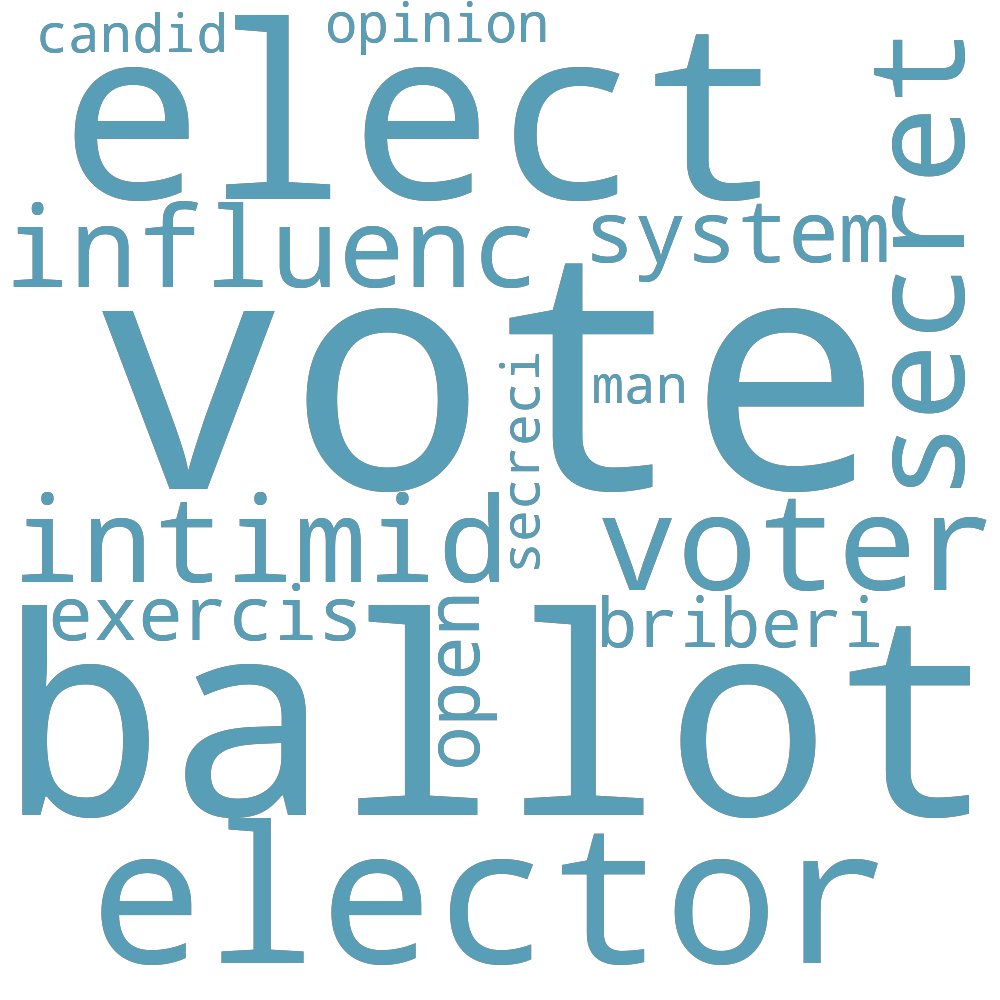 candid
opinion
elect
secret
influenc
system
vote
man
secreci
intimid
voter
exercis
open
briberi
ballot
elector